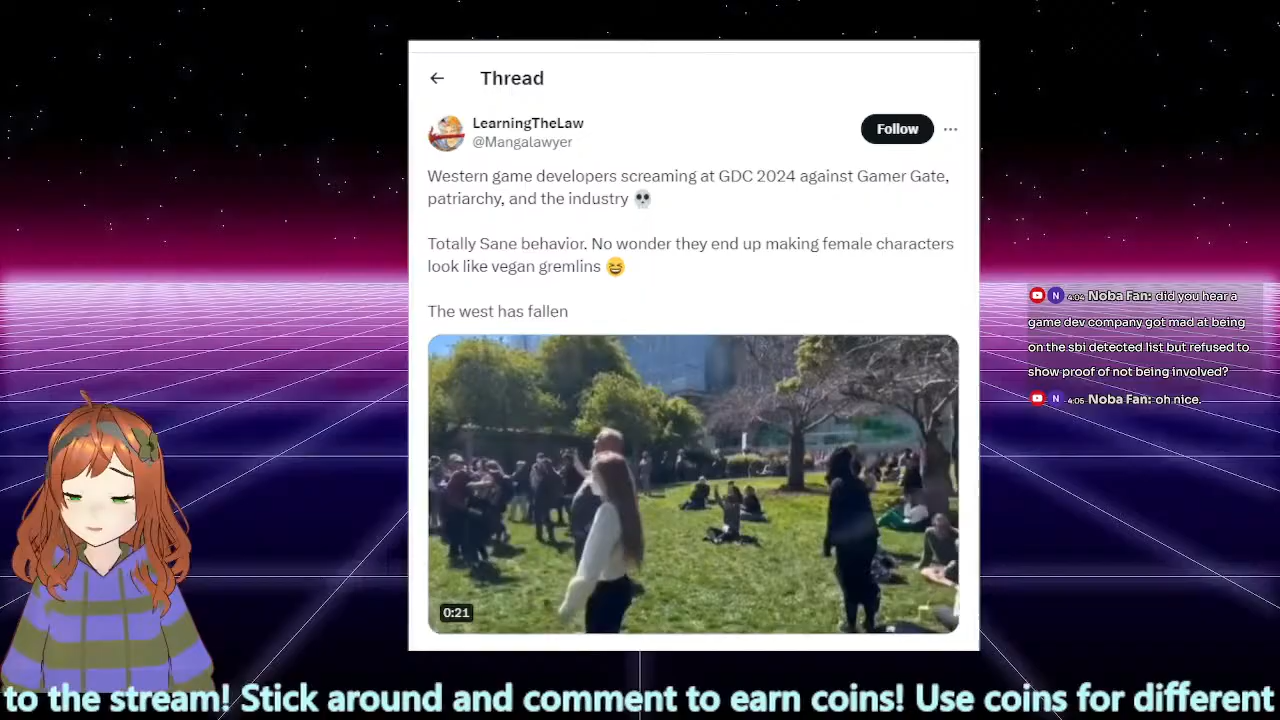 Thread
LearningTheLaw
@Mangalawyer
Follow
Western game developers screaming at GDC 2024 against Gamer Gate,
patriarchy, and the industry 💀
Totally Sane behavior. No wonder they end up making female characters
look like vegan gremlins 😆
The west has fallen
0:21
N 4:04 Noba Fan: did you hear a
game dev company got mad at being
on the sbi detected list but refused to
show proof of not being involved?
N 4:05 Noba Fan: oh nice.
to the stream! Stick around and comment to earn coins! Use coins for different